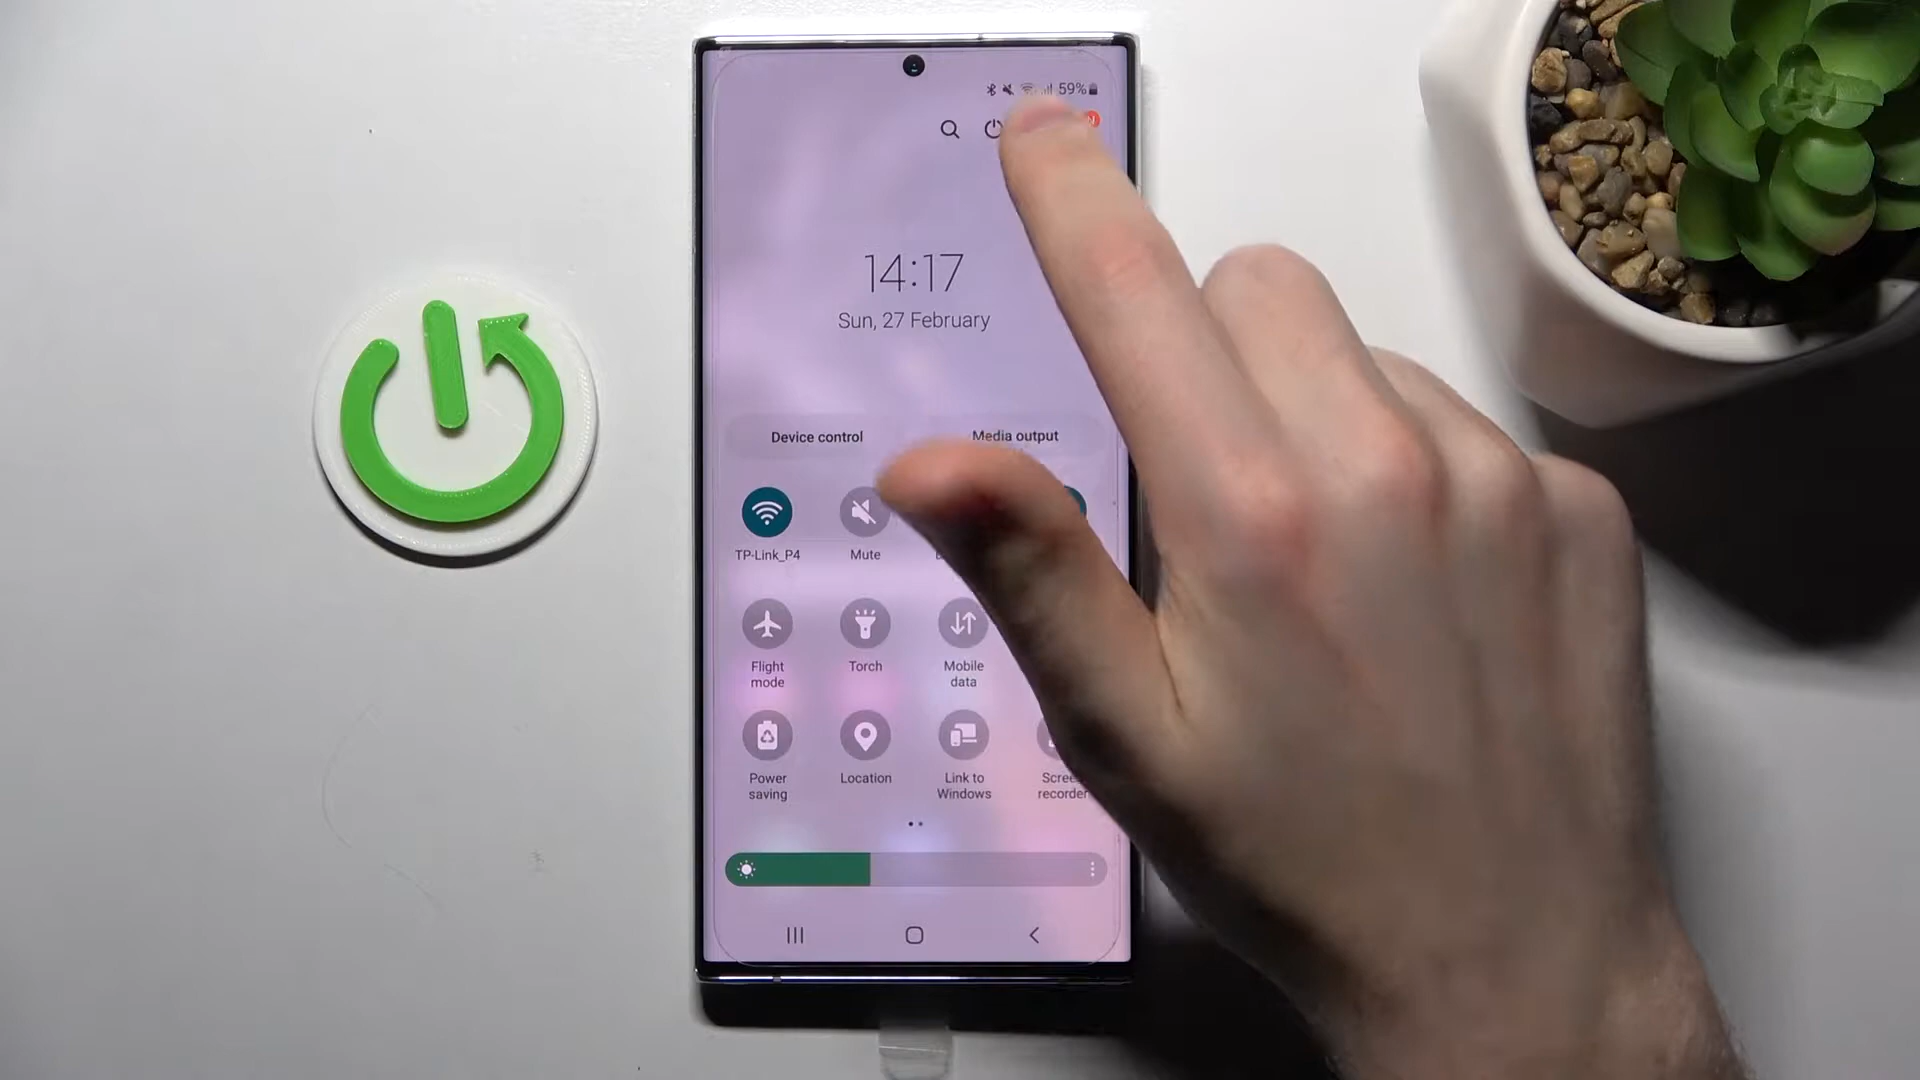 59%
14:17
Sun, 27 February
Device control
Media output
TP-Link_P4
Mute
Flight mode
Torch
Mobile data
Power saving
Location
Link to Windows
recorder